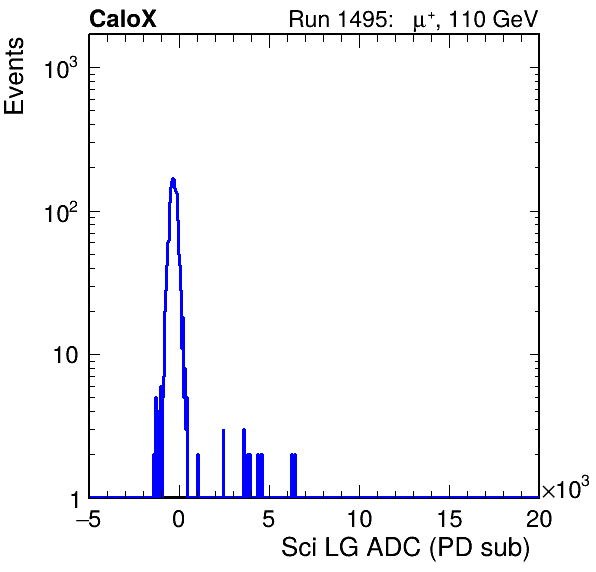 CaloX Run 1495: μ⁺, 110 GeV
Events
10³
10²
10
1
−5 0 5 10 15 20 ×10³
Sci LG ADC (PD sub)